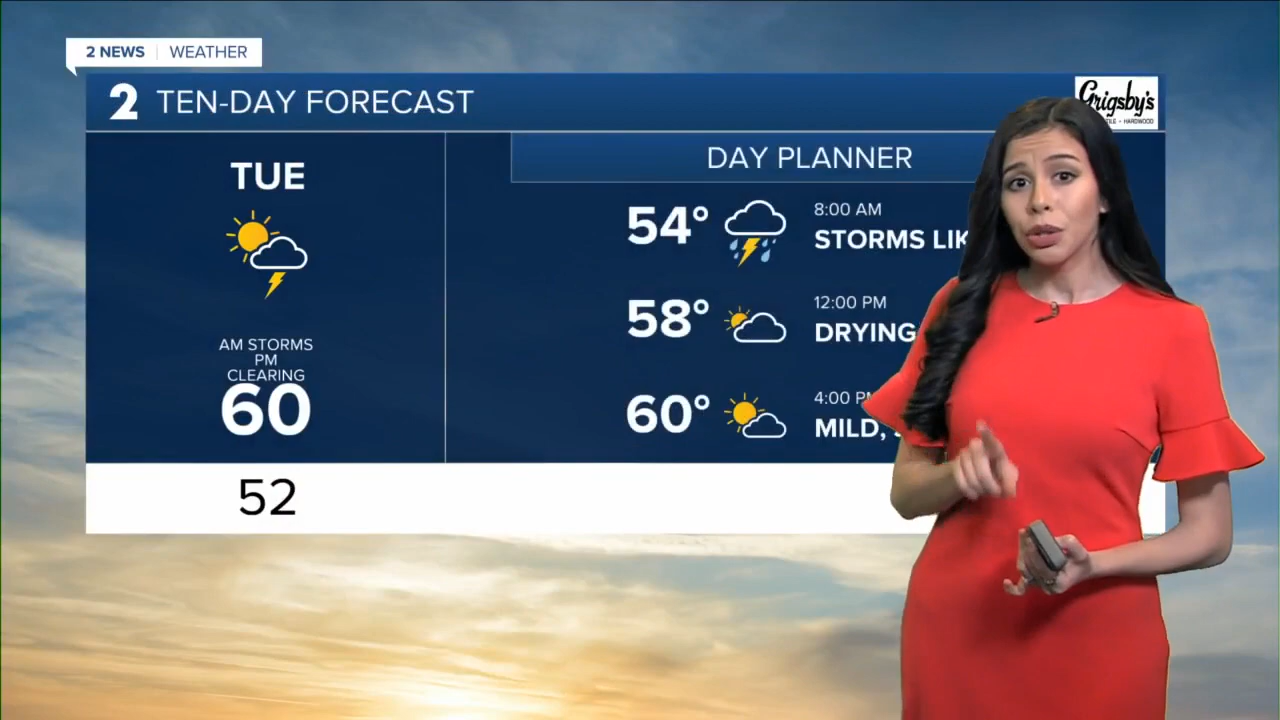 2 NEWS | WEATHER
2 TEN-DAY FORECAST
Grigsby's
HARDWOOD
TUE
AM STORMS
PM
CLEARING
60
52
DAY PLANNER
54°
8:00 AM
STORMS
58°
12:00 PM
DRYING
60°
4:00
MILD,